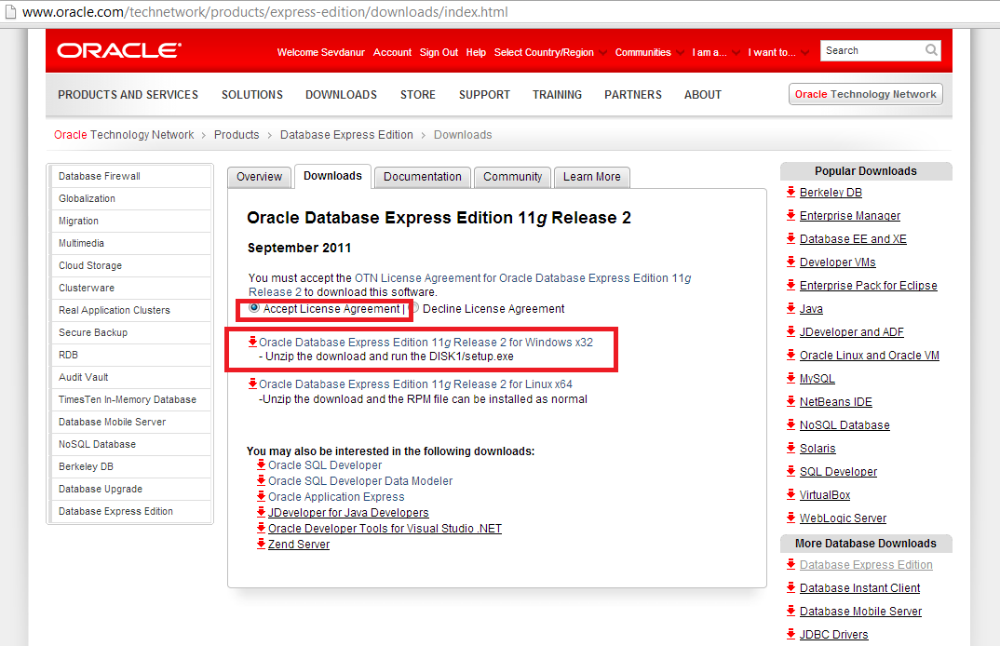 www.oracle.com/technetwork/products/express-edition/downloads/index.html
ORACLE
Welcome Sevdanur Account Sign Out Help Select Country/Region Communities I am a... I want to... Search
PRODUCTS AND SERVICES SOLUTIONS DOWNLOADS STORE SUPPORT TRAINING PARTNERS ABOUT Oracle Technology Network
Oracle Technology Network > Products > Database Express Edition > Downloads
Database Firewall
Globalization
Migration
Multimedia
Cloud Storage
Clusterware
Real Application Clusters
Secure Backup
RDB
Audit Vault
TimesTen In-Memory Database
Database Mobile Server
NoSQL Database
Berkeley DB
Database Upgrade
Database Express Edition
Overview Downloads Documentation Community Learn More
Oracle Database Express Edition 11g Release 2
September 2011
You must accept the OTN License Agreement for Oracle Database Express Edition 11g
Release 2 to download this software.
Accept License Agreement | Decline License Agreement
Oracle Database Express Edition 11g Release 2 for Windows x32
- Unzip the download and run the DISK1/setup.exe
Oracle Database Express Edition 11g Release 2 for Linux x64
-Unzip the download and the RPM file can be installed as normal
You may also be interested in the following downloads:
Oracle SQL Developer
Oracle SQL Developer Data Modeler
Oracle Application Express
JDeveloper for Java Developers
Oracle Developer Tools for Visual Studio .NET
Zend Server
Popular Downloads
Berkeley DB
Enterprise Manager
Database EE and XE
Developer VMs
Enterprise Pack for Eclipse
Java
JDeveloper and ADF
Oracle Linux and Oracle VM
MySQL
NetBeans IDE
NoSQL Database
Solaris
SQL Developer
VirtualBox
WebLogic Server
More Database Downloads
Database Express Edition
Database Instant Client
Database Mobile Server
JDBC Drivers